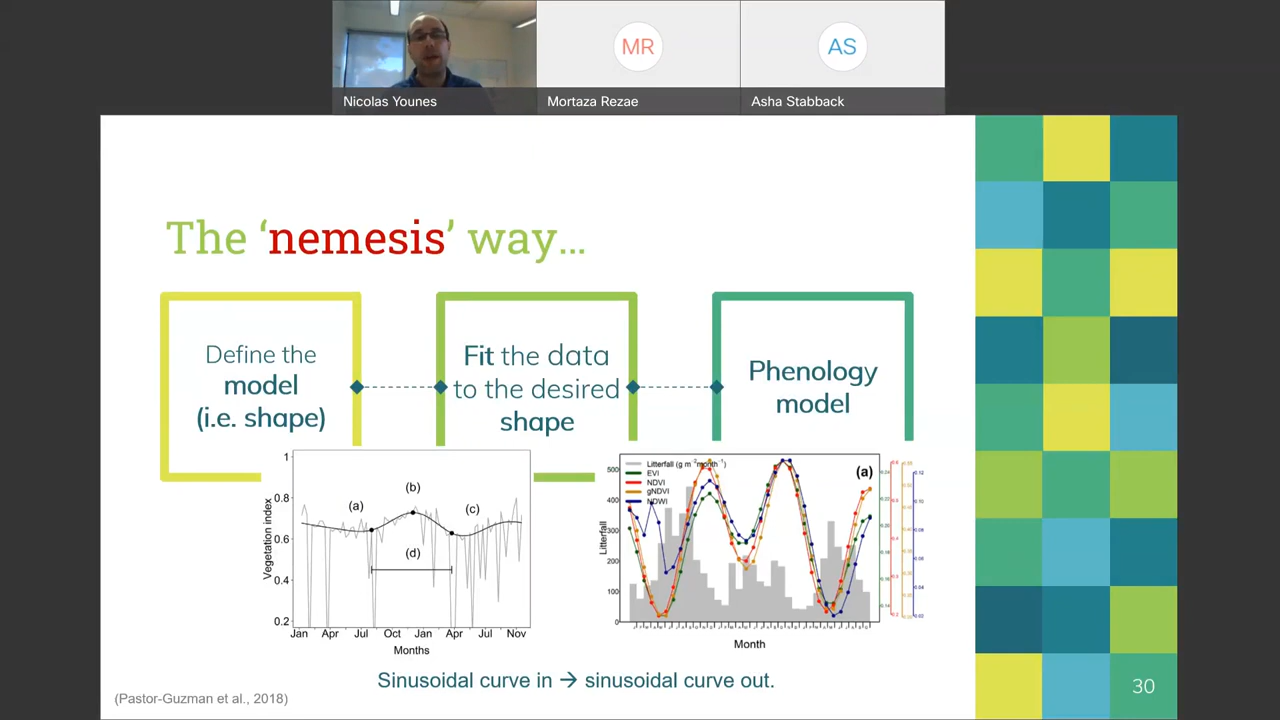 MR
AS
Nicolas Younes
Mortaza Rezae
Asha Stabback
The ‘nemesis’ way…
Define the
model
(i.e. shape)
Fit the data
to the desired
shape
Phenology
model
1
0.8
0.6
0.4
0.2
Vegetation index
(a)
(b)
(c)
(d)
Jan Apr Jul Oct Jan Apr Jul Nov
Months
Litterfall (g m⁻² month⁻¹)
EVI
NDVI
gNDVI
NDWI
(a)
500
400
300
200
100
0
Litterfall
Month
Sinusoidal curve in → sinusoidal curve out.
(Pastor-Guzman et al., 2018)
30